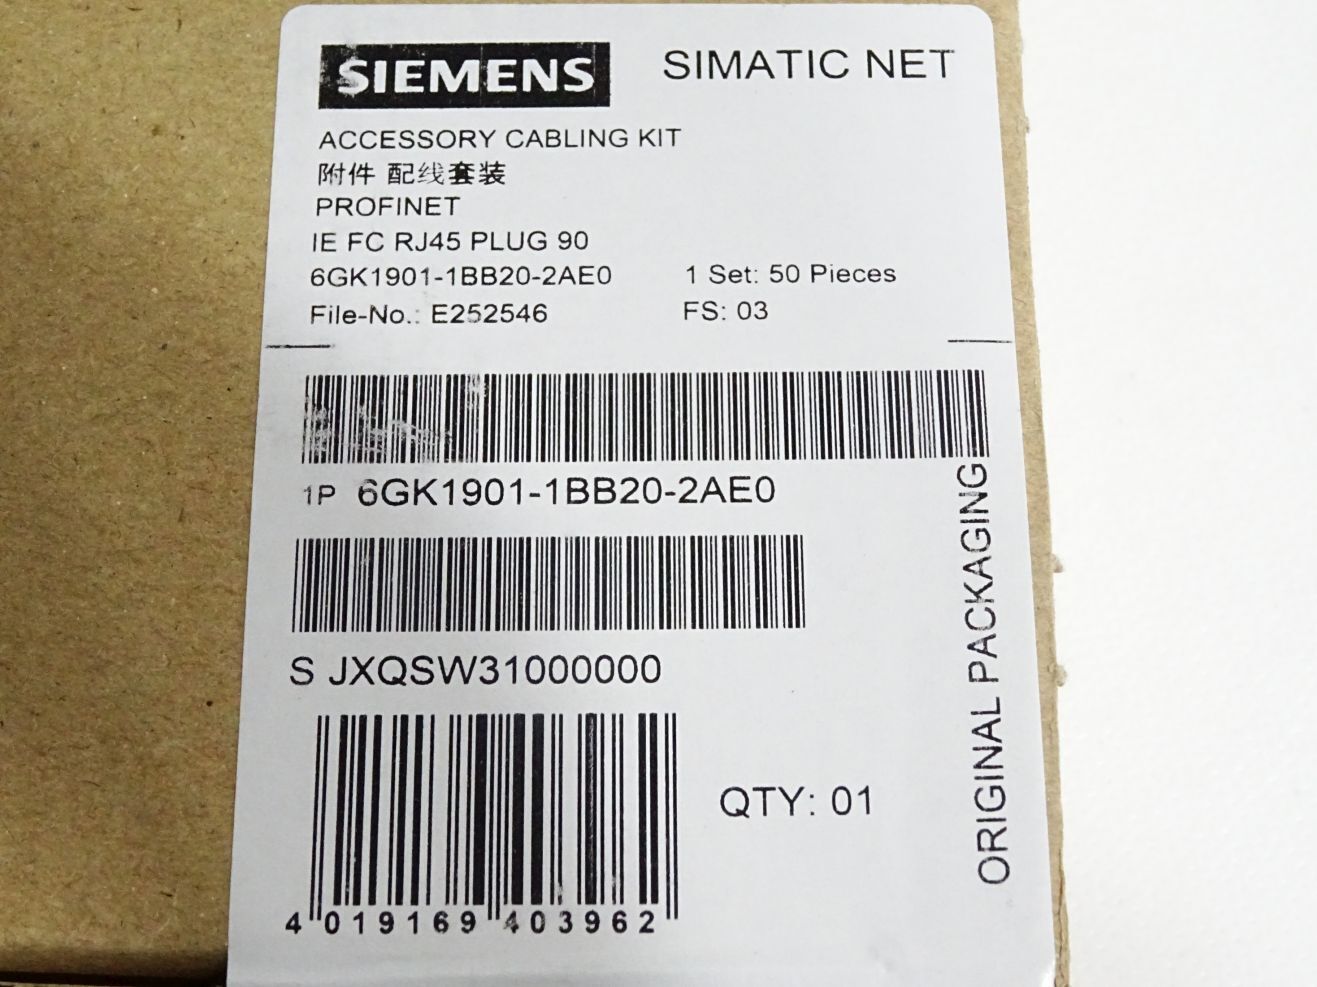 SIEMENS SIMATIC NET
ACCESSORY CABLING KIT
附件 配线套装
PROFINET
IE FC RJ45 PLUG 90
6GK1901-1BB20-2AE0 1 Set: 50 Pieces
File-No.: E252546 FS: 03
1P 6GK1901-1BB20-2AE0
S JXQSW31000000
QTY: 01
4 019169 403962
ORIGINAL PACKAGING